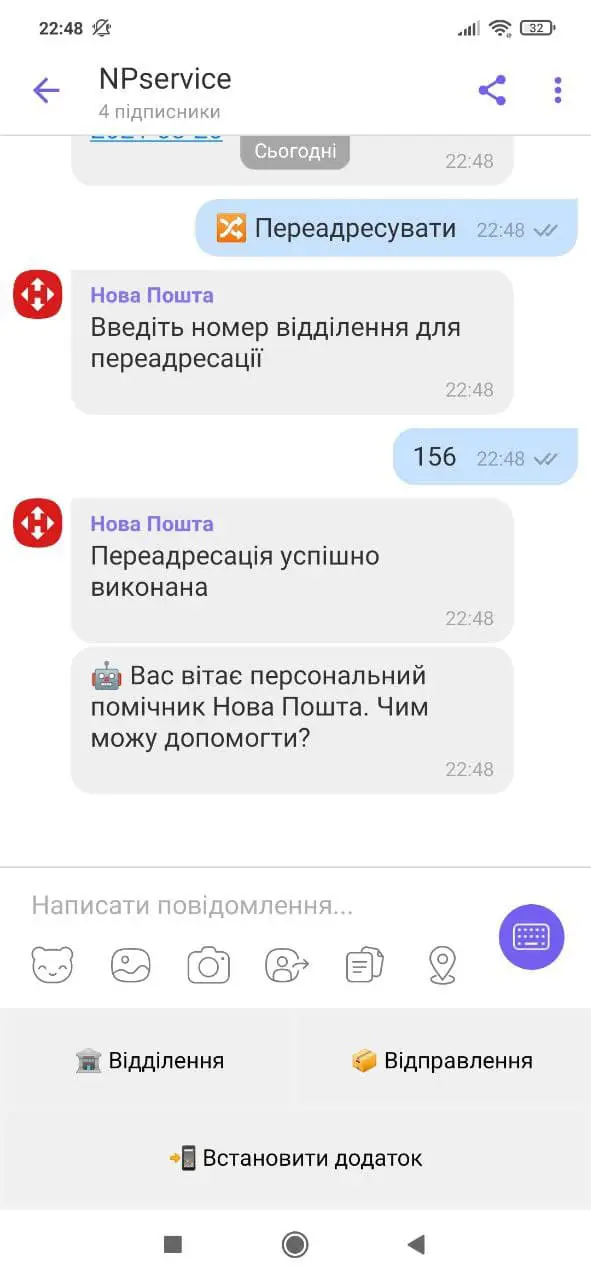 22:48
32
NPservice
4 підписники
Сьогодні
22:48
Переадресувати 22:48
Нова Пошта
Введіть номер відділення для
переадресації
22:48
156 22:48
Нова Пошта
Переадресація успішно
виконана
22:48
Вас вітає персональний
помічник Нова Пошта. Чим
можу допомогти?
22:48
Написати повідомлення...
Відділення
Відправлення
Встановити додаток